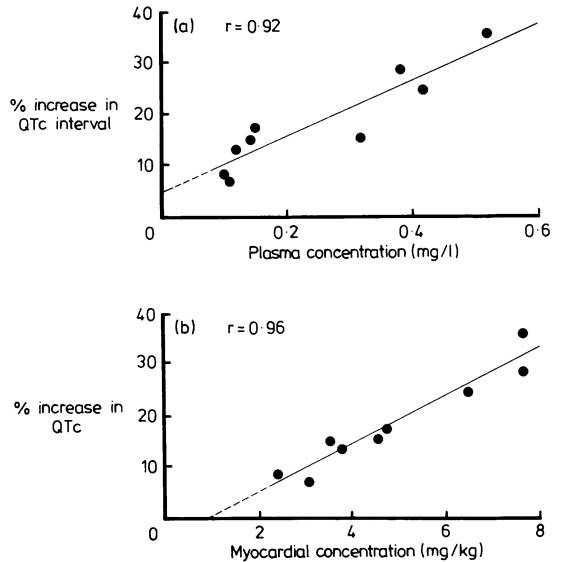 40
(a) r = 0·92
30
% increase in
QTc interval
20
10
0
0·2
0·4
0·6
Plasma concentration (mg/l)
40
(b) r = 0·96
30
% increase in
QTc
20
10
0
2
4
6
8
Myocardial concentration (mg/kg)